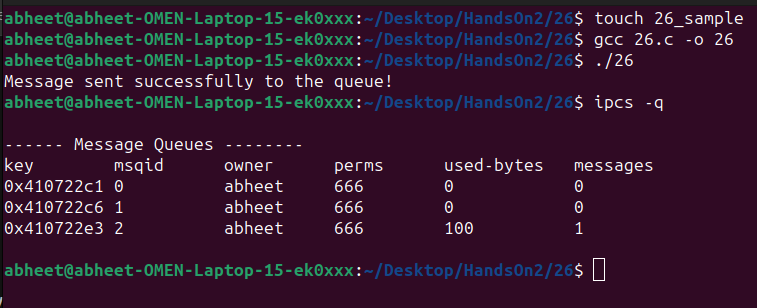 abheet@abheet-OMEN-Laptop-15-ek0xxx:~/Desktop/HandsOn2/26$ touch 26_sample
abheet@abheet-OMEN-Laptop-15-ek0xxx:~/Desktop/HandsOn2/26$ gcc 26.c -o 26
abheet@abheet-OMEN-Laptop-15-ek0xxx:~/Desktop/HandsOn2/26$ ./26
Message sent successfully to the queue!
abheet@abheet-OMEN-Laptop-15-ek0xxx:~/Desktop/HandsOn2/26$ ipcs -q
------ Message Queues --------
key        msqid      owner      perms      used-bytes   messages
0x410722c1 0          abheet     666        0            0
0x410722c6 1          abheet     666        0            0
0x410722e3 2          abheet     666        100          1
abheet@abheet-OMEN-Laptop-15-ek0xxx:~/Desktop/HandsOn2/26$